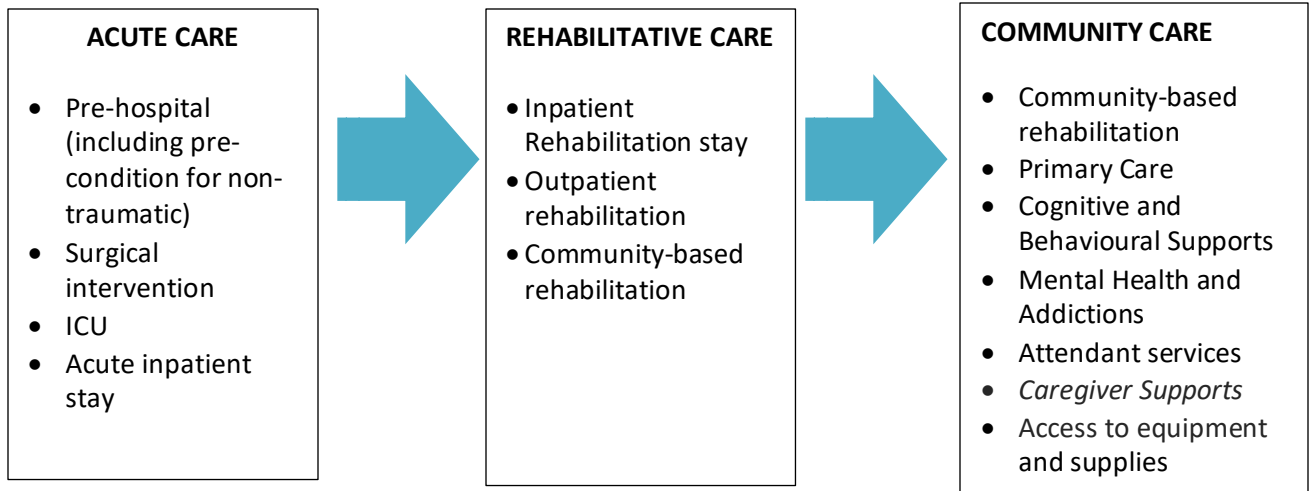 ACUTE CARE
• Pre-hospital
(including pre-
condition for non-
traumatic)
• Surgical
intervention
• ICU
• Acute inpatient
stay
REHABILITATIVE CARE
• Inpatient
Rehabilitation stay
• Outpatient
rehabilitation
• Community-based
rehabilitation
COMMUNITY CARE
• Community-based
rehabilitation
• Primary Care
• Cognitive and
Behavioural Supports
• Mental Health and
Addictions
• Attendant services
• Caregiver Supports
• Access to equipment
and supplies